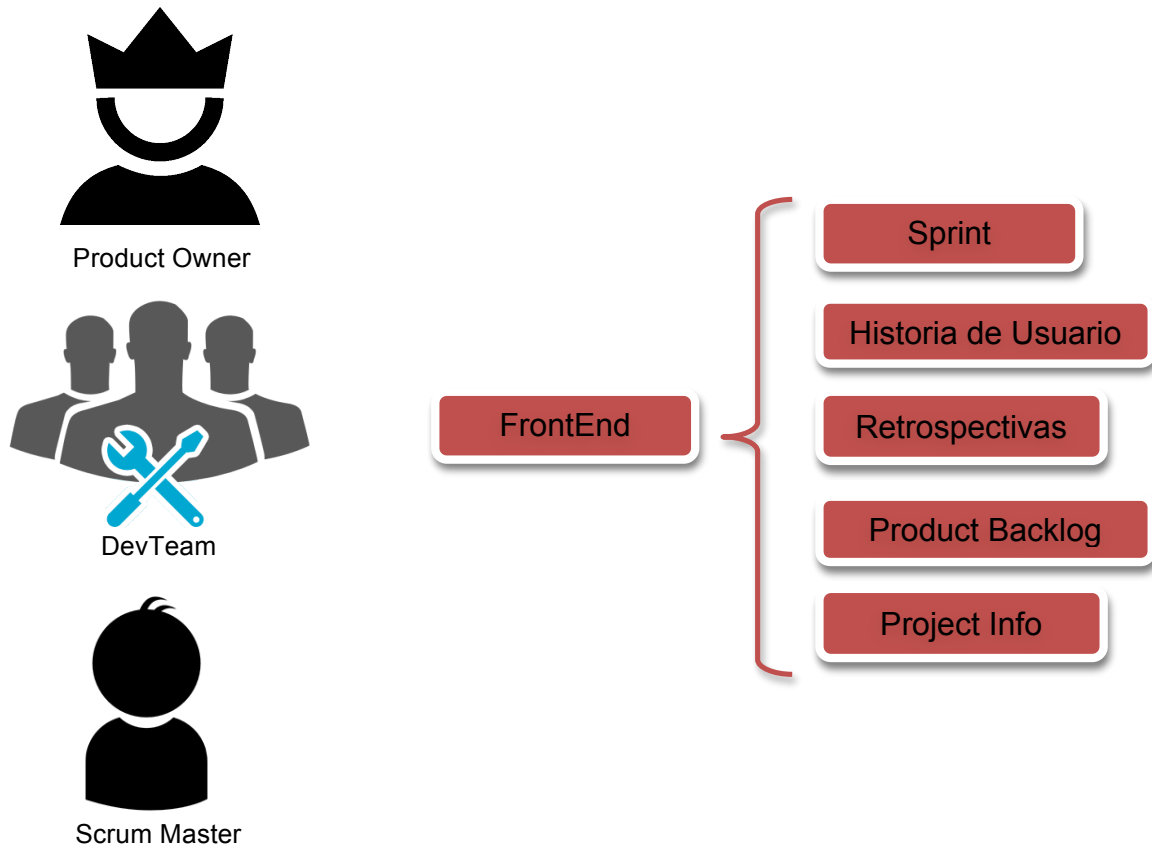 Product Owner
DevTeam
Scrum Master
FrontEnd
Sprint
Historia de Usuario
Retrospectivas
Product Backlog
Project Info